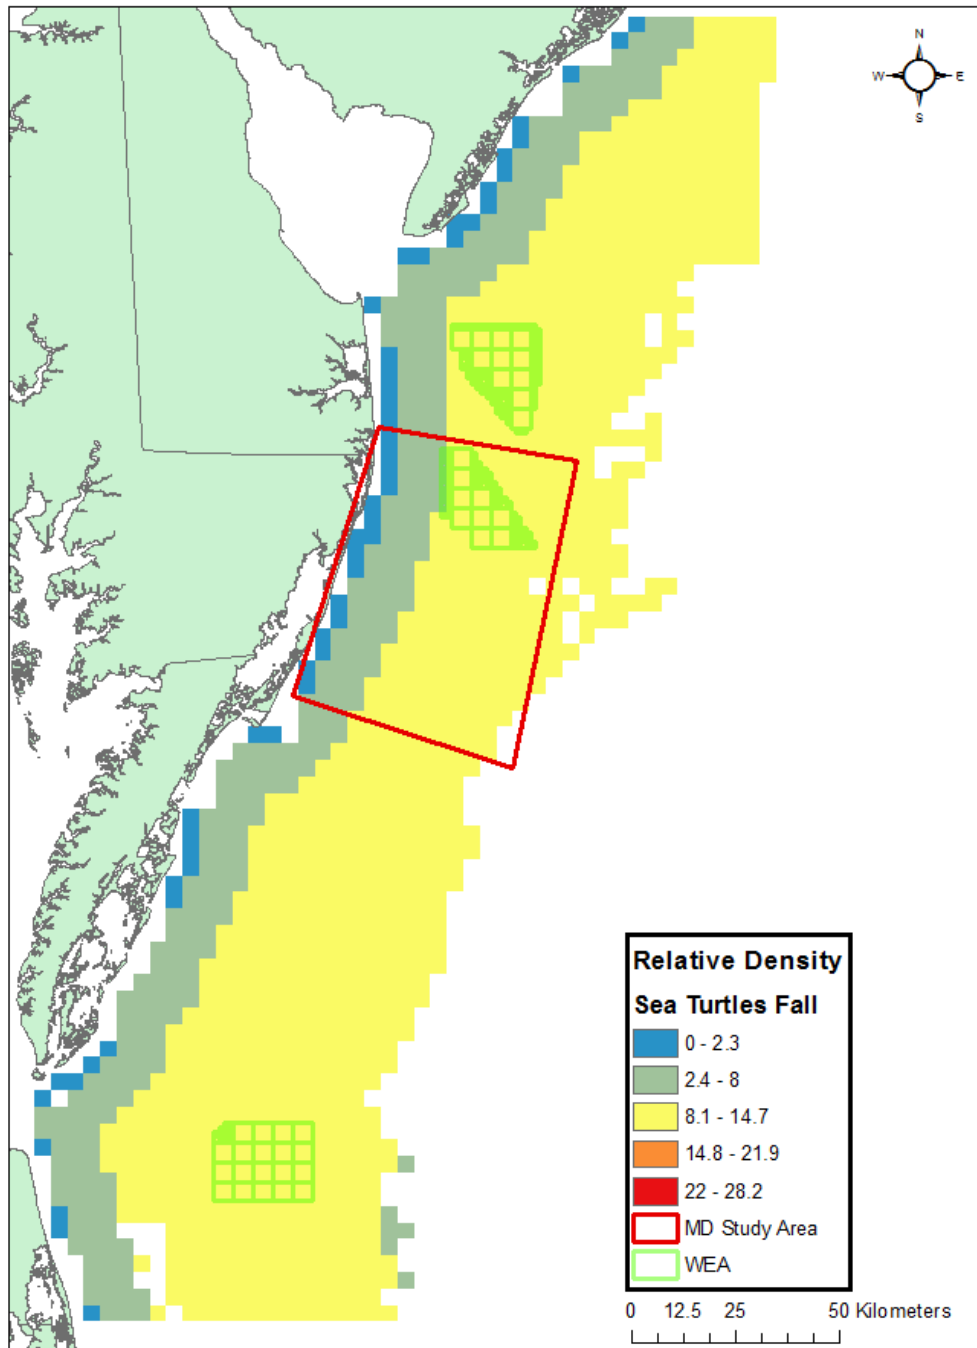 N
W E
S
Relative Density
Sea Turtles Fall
0 - 2.3
2.4 - 8
8.1 - 14.7
14.8 - 21.9
22 - 28.2
MD Study Area
WEA
0 12.5 25 50 Kilometers